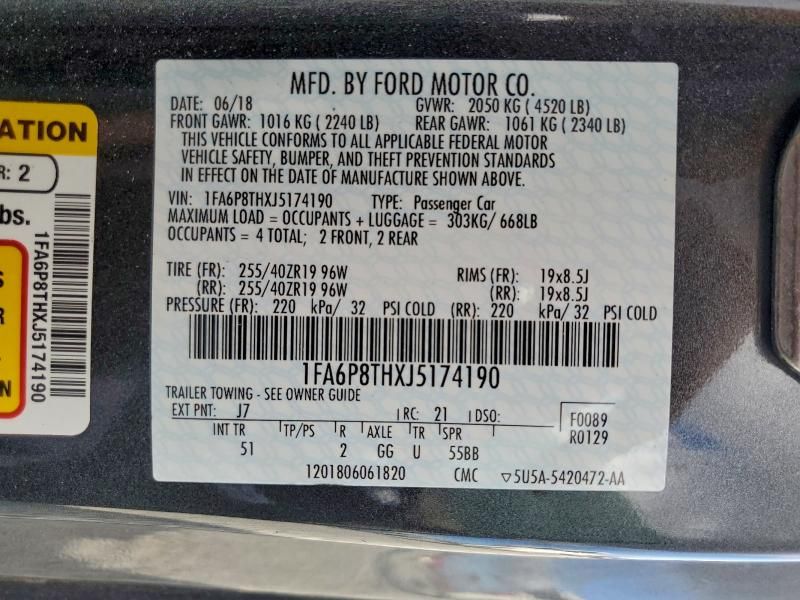 MFD. BY FORD MOTOR CO.
DATE: 06/18 GVWR: 2050 KG ( 4520 LB)
FRONT GAWR: 1016 KG ( 2240 LB) REAR GAWR: 1061 KG ( 2340 LB)
THIS VEHICLE CONFORMS TO ALL APPLICABLE FEDERAL MOTOR
VEHICLE SAFETY, BUMPER, AND THEFT PREVENTION STANDARDS
IN EFFECT ON THE DATE OF MANUFACTURE SHOWN ABOVE.
VIN: 1FA6P8THXJ5174190 TYPE: Passenger Car
MAXIMUM LOAD = OCCUPANTS + LUGGAGE = 303KG/ 668LB
OCCUPANTS = 4 TOTAL; 2 FRONT, 2 REAR
TIRE (FR): 255/40ZR19 96W RIMS (FR): 19x8.5J
(RR): 255/40ZR19 96W (RR): 19x8.5J
PRESSURE (FR): 220 kPa/ 32 PSI COLD (RR): 220 kPa/ 32 PSI COLD
1FA6P8THXJ5174190
TRAILER TOWING - SEE OWNER GUIDE
EXT PNT: J7 RC: 21 DSO: F0089
R0129
INT TR TP/PS R AXLE TR SPR
51 2 GG U 55BB
1201806061820 CMC ▽5U5A-5420472-AA
ATION
R: 2
bs.
S
R
N
1FA6P8THXJ5174190